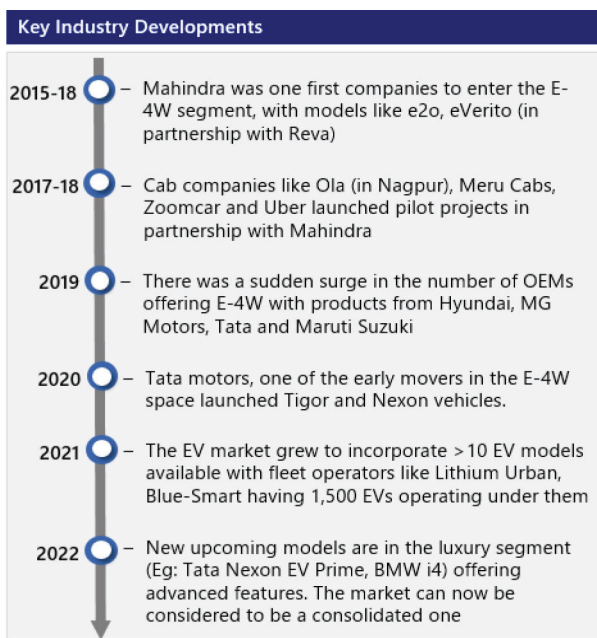 Key Industry Developments
2015-18
– Mahindra was one first companies to enter the E-
4W segment, with models like e2o, eVerito (in
partnership with Reva)
2017-18
– Cab companies like Ola (in Nagpur), Meru Cabs,
Zoomcar and Uber launched pilot projects in
partnership with Mahindra
2019
– There was a sudden surge in the number of OEMs
offering E-4W with products from Hyundai, MG
Motors, Tata and Maruti Suzuki
2020
– Tata motors, one of the early movers in the E-4W
space launched Tigor and Nexon vehicles.
2021
– The EV market grew to incorporate >10 EV models
available with fleet operators like Lithium Urban,
Blue-Smart having 1,500 EVs operating under them
2022
– New upcoming models are in the luxury segment
(Eg: Tata Nexon EV Prime, BMW i4) offering
advanced features. The market can now be
considered to be a consolidated one